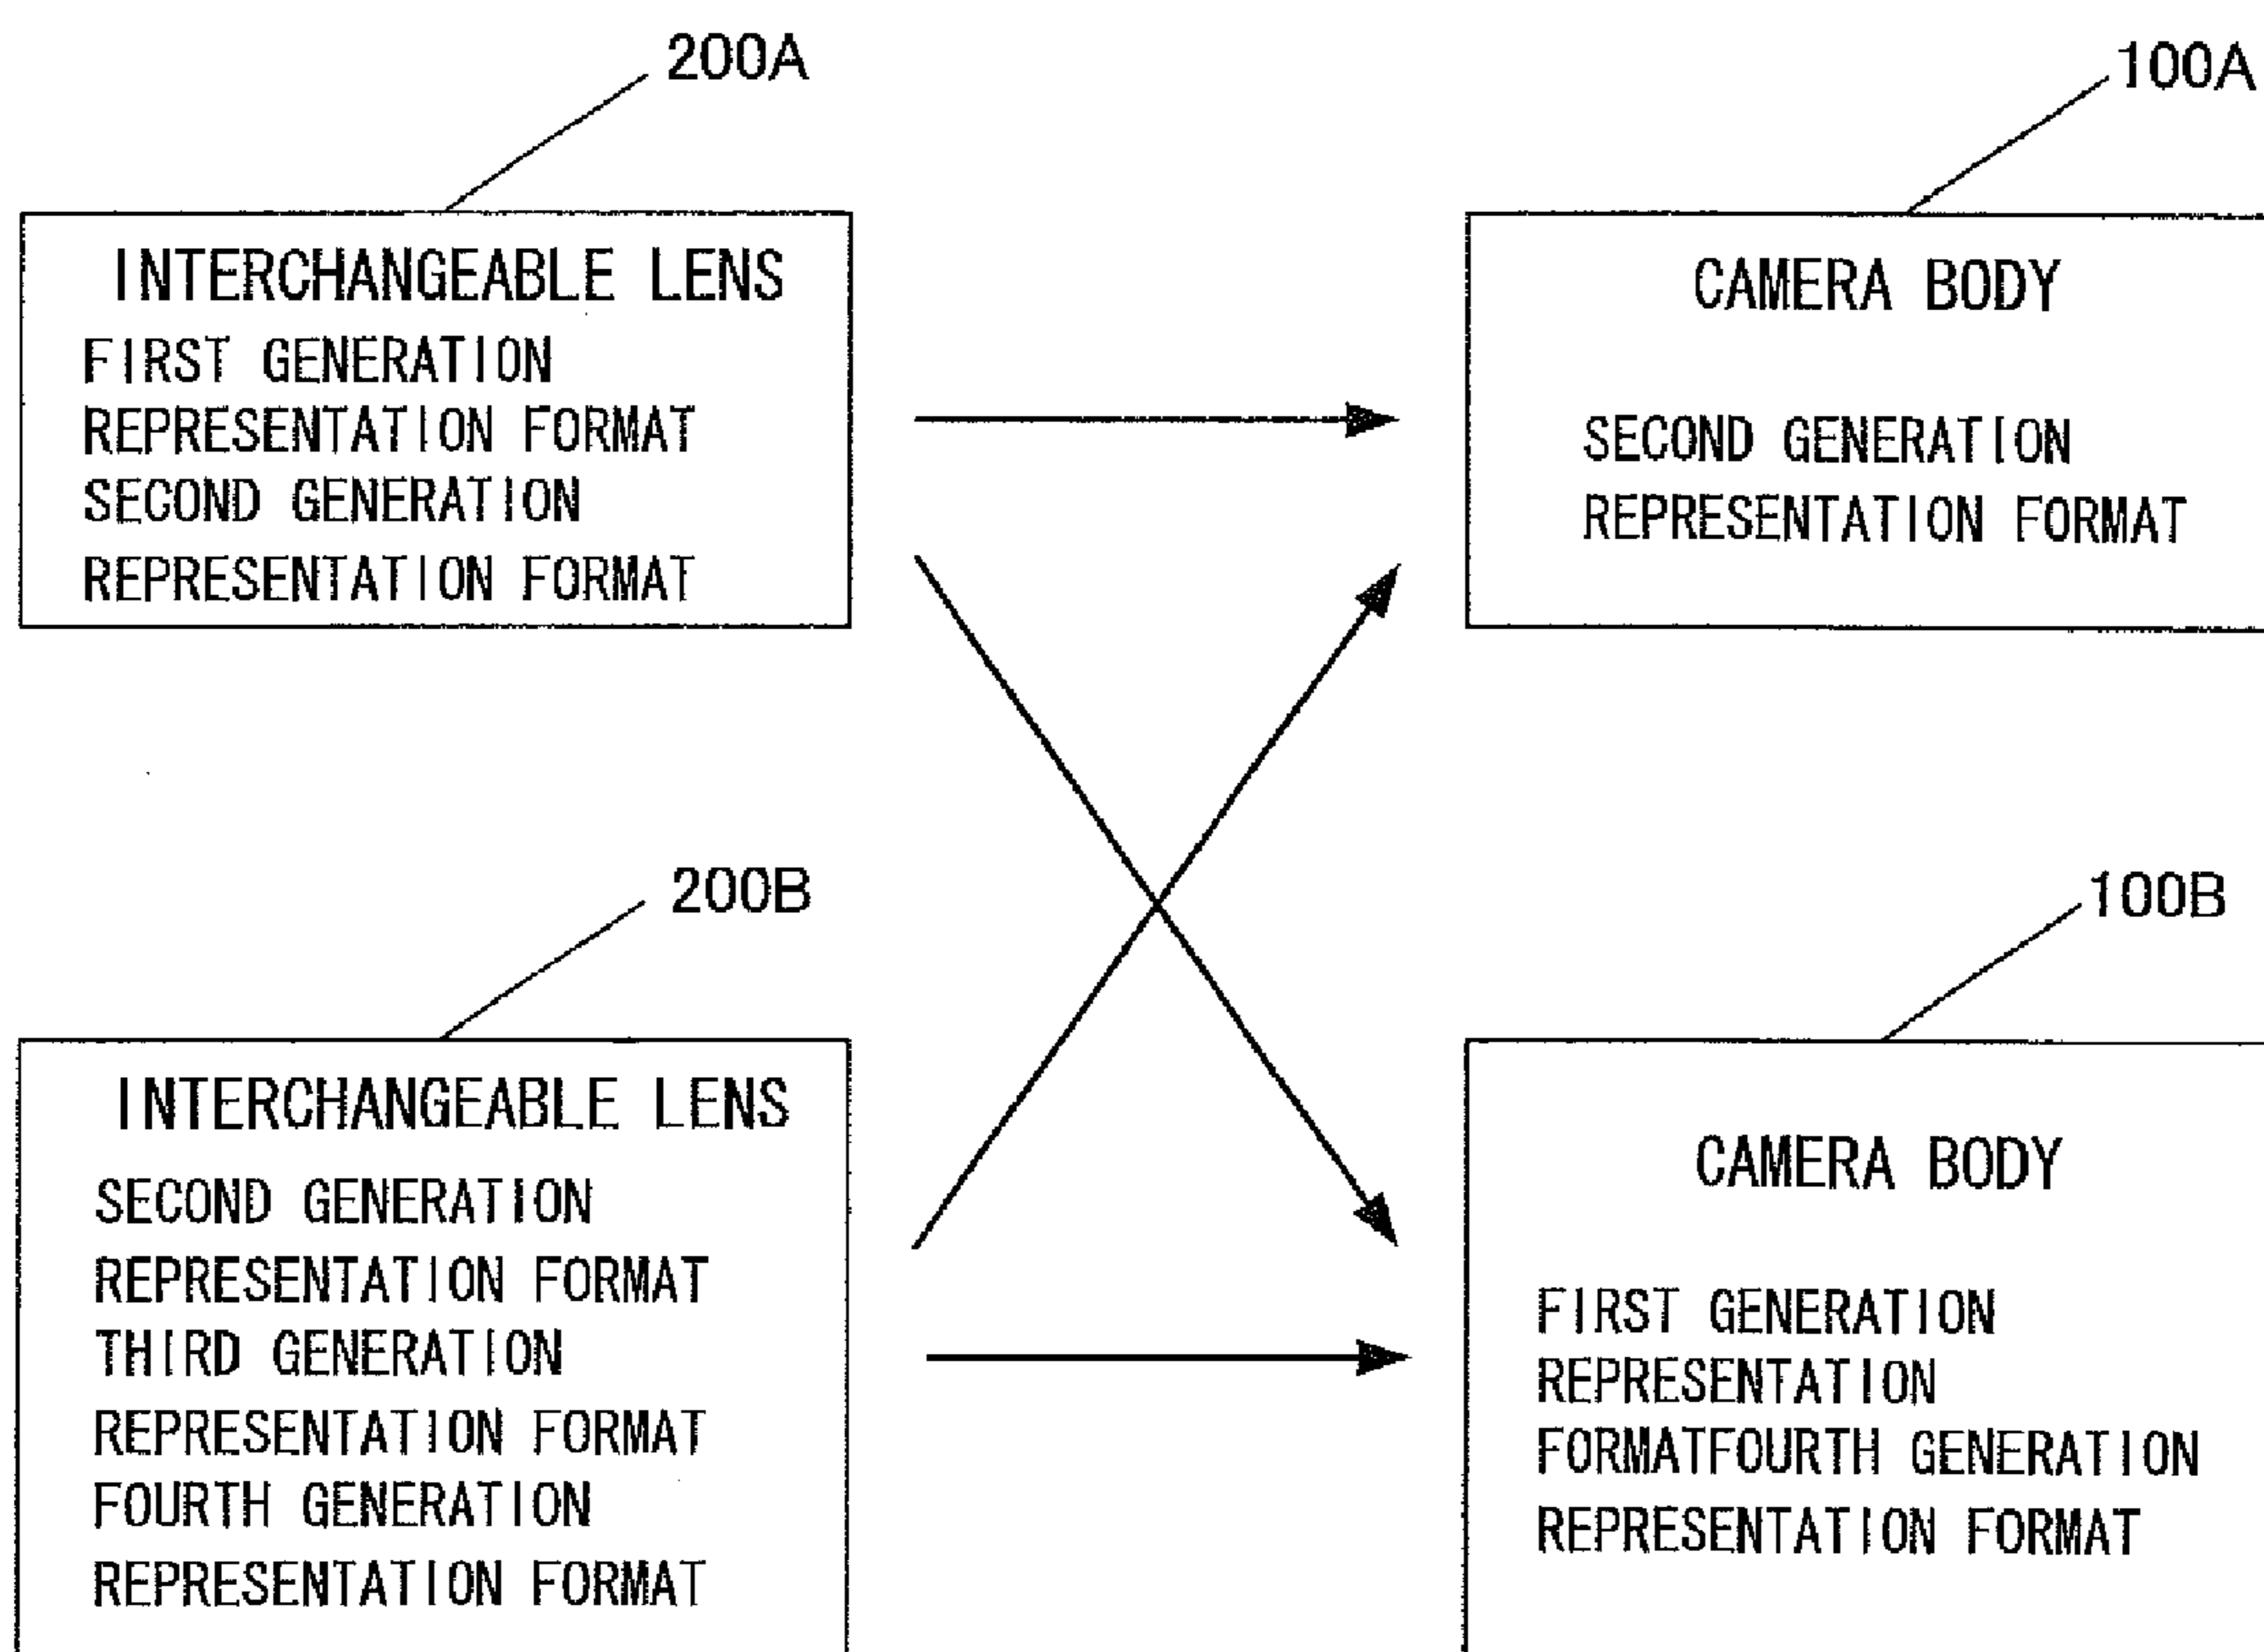 200A
INTERCHANGEABLE LENS
FIRST GENERATION
REPRESENTATION FORMAT
SECOND GENERATION
REPRESENTATION FORMAT
100A
CAMERA BODY
SECOND GENERATION
REPRESENTATION FORMAT
200B
INTERCHANGEABLE LENS
SECOND GENERATION
REPRESENTATION FORMAT
THIRD GENERATION
REPRESENTATION FORMAT
FOURTH GENERATION
REPRESENTATION FORMAT
100B
CAMERA BODY
FIRST GENERATION
REPRESENTATION
FORMATFOURTH GENERATION
REPRESENTATION FORMAT